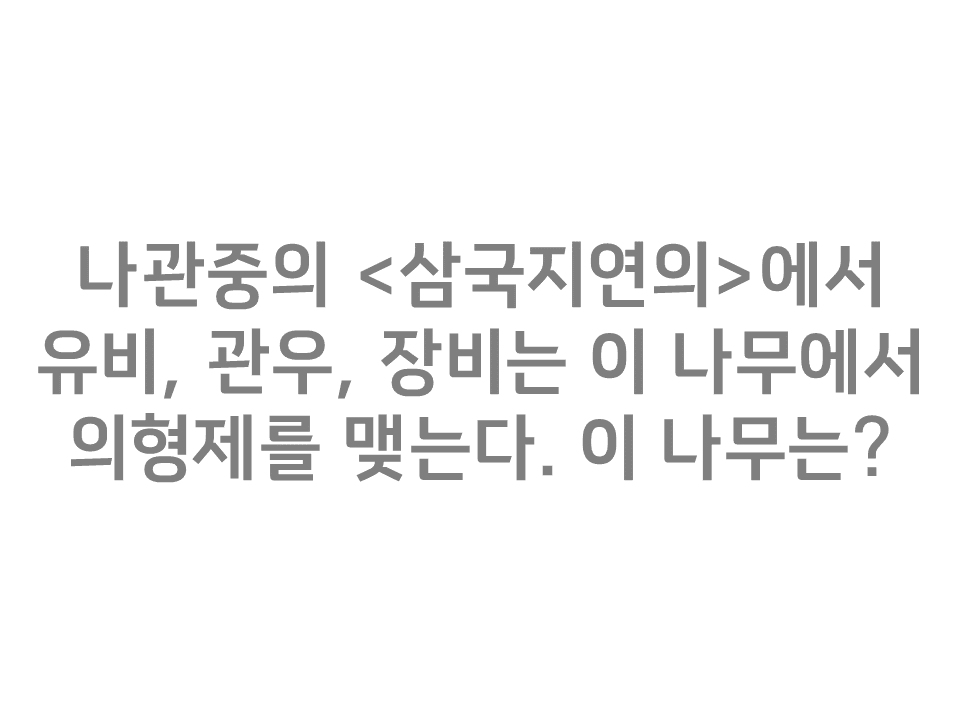 나관중의 <삼국지연의>에서
유비, 관우, 장비는 이 나무에서
의형제를 맺는다. 이 나무는?